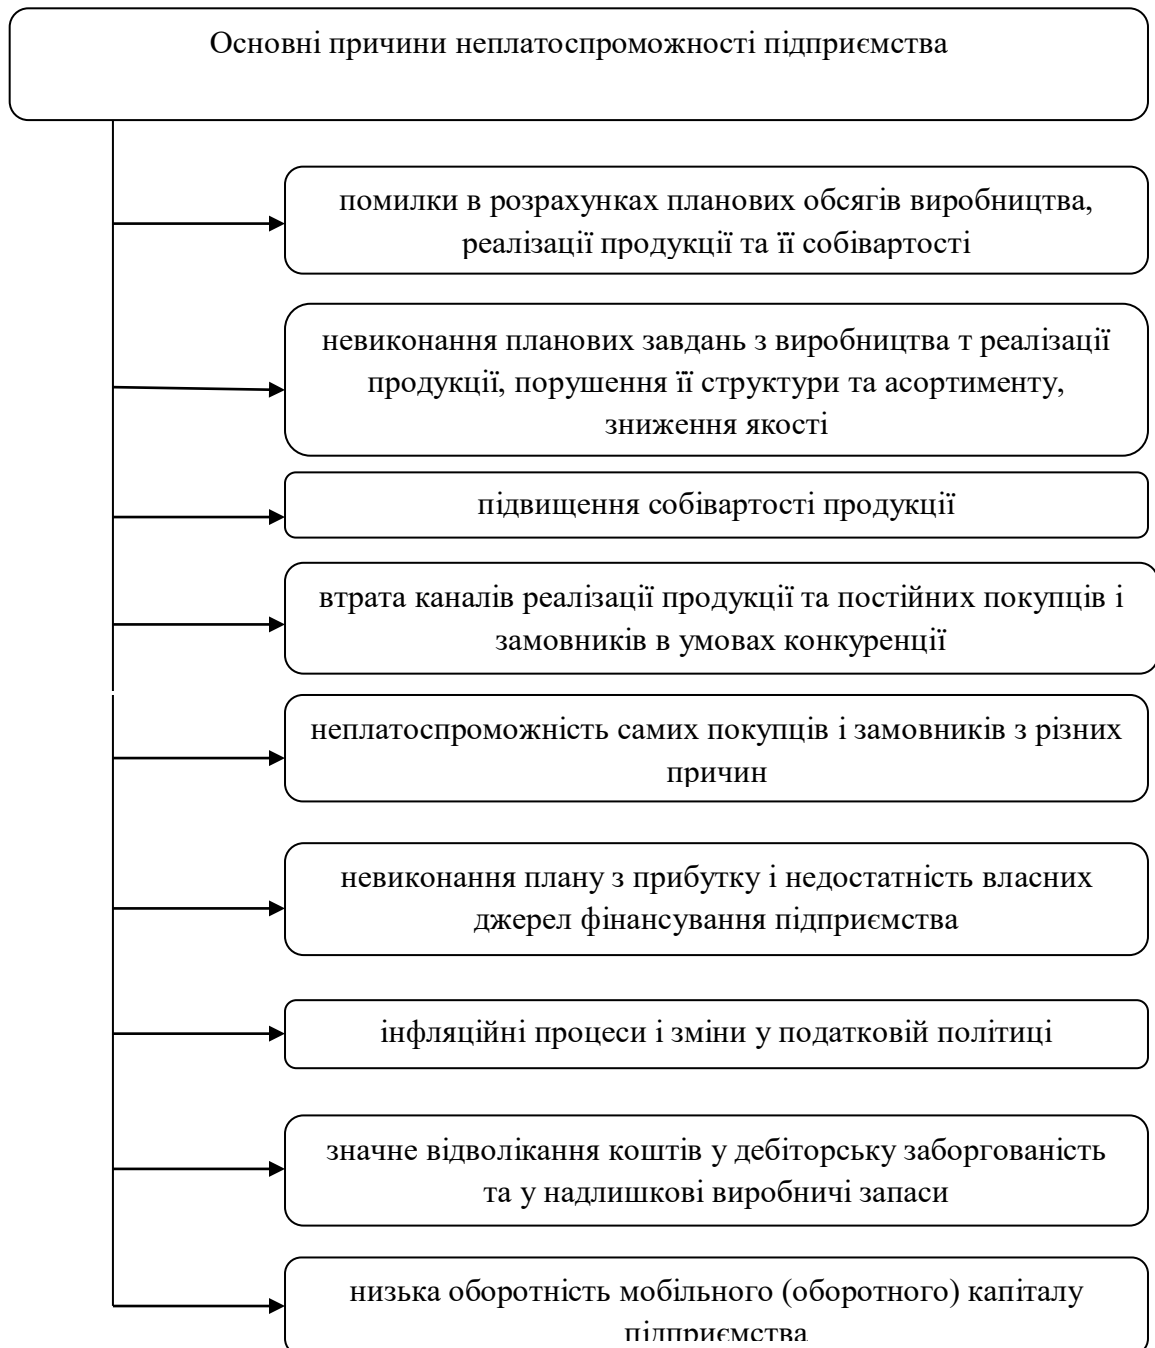 Основні причини неплатоспроможності підприємства
помилки в розрахунках планових обсягів виробництва,
реалізації продукції та її собівартості
невиконання планових завдань з виробництва т реалізації
продукції, порушення її структури та асортименту,
зниження якості
підвищення собівартості продукції
втрата каналів реалізації продукції та постійних покупців і
замовників в умовах конкуренції
неплатоспроможність самих покупців і замовників з різних
причин
невиконання плану з прибутку і недостатність власних
джерел фінансування підприємства
інфляційні процеси і зміни у податковій політиці
значне відволікання коштів у дебіторську заборгованість
та у надлишкові виробничі запаси
низька оборотність мобільного (оборотного) капіталу
підприємства